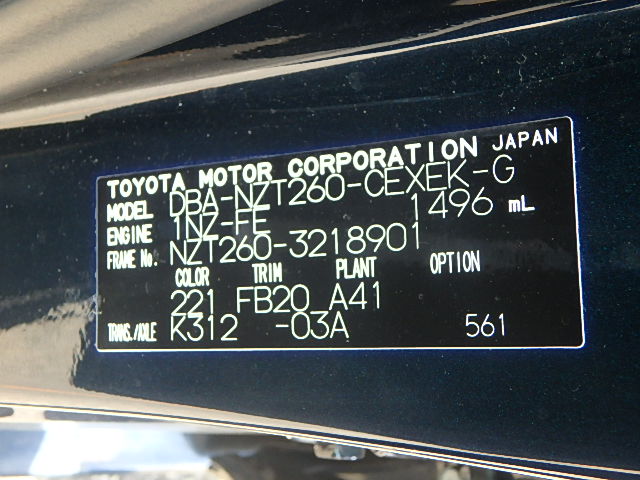 TOYOTA MOTOR CORPORATION JAPAN
MODEL DBA-NZT260-CEXEK-G
ENGINE 1NZ-FE 1496 mL
FRAME No. NZT260-3218901
COLOR TRIM PLANT OPTION
221 FB20 A41
TRANS./AXLE K312 -03A 561